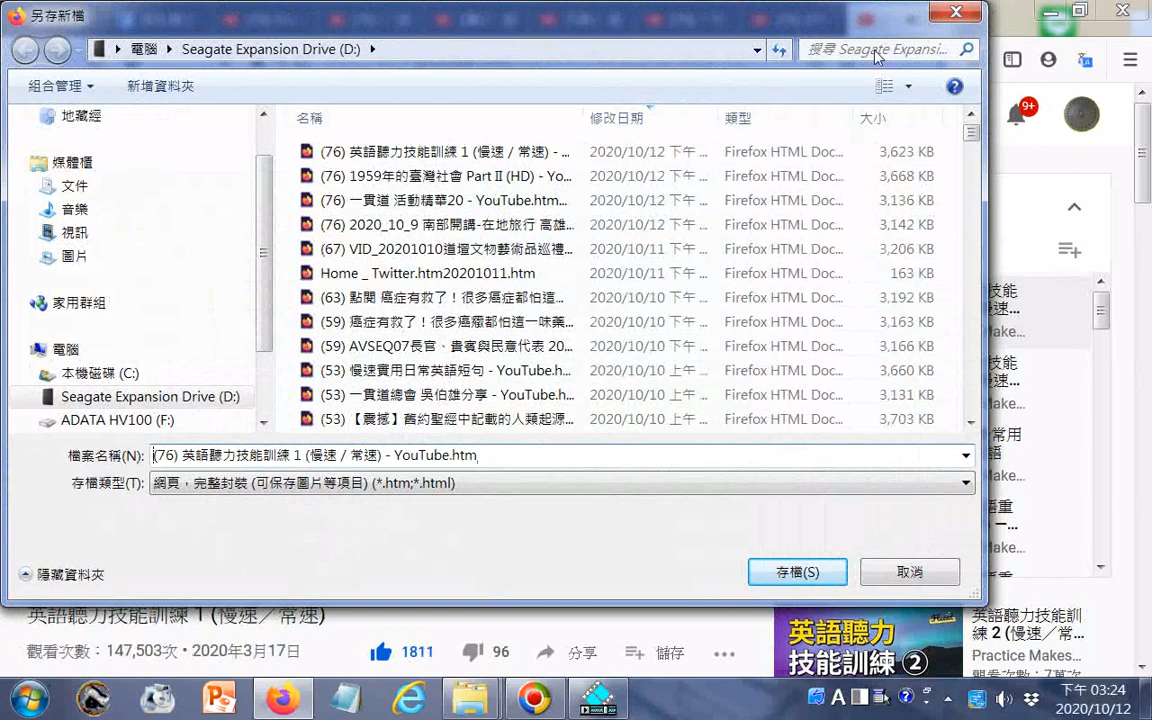 另存新檔
電腦 Seagate Expansion Drive (D:)
搜尋 Seagate Expansi...
組合管理 新增資料夾
地藏經
媒體櫃
文件
音樂
視訊
圖片
家用群組
電腦
本機磁碟 (C:)
Seagate Expansion Drive (D:)
ADATA HV100 (F:)
名稱 修改日期 類型 大小
(76) 英語聽力技能訓練 1 (慢速 / 常速) - ... 2020/10/12 下午 ... Firefox HTML Doc... 3,623 KB
(76) 1959年的臺灣社會 Part II (HD) - Yo... 2020/10/12 下午 ... Firefox HTML Doc... 3,668 KB
(76) 一貫道 活動精華20 - YouTube.htm... 2020/10/12 下午 ... Firefox HTML Doc... 3,136 KB
(76) 2020_10_9 南部開講-在地旅行 高雄... 2020/10/12 下午 ... Firefox HTML Doc... 3,142 KB
(67) VID_20201010道壇文物藝術品巡禮... 2020/10/11 下午 ... Firefox HTML Doc... 3,206 KB
Home _ Twitter.htm20201011.htm 2020/10/11 下午 ... Firefox HTML Doc... 163 KB
(63) 點閱 癌症有救了！很多癌症都怕這... 2020/10/10 下午 ... Firefox HTML Doc... 3,192 KB
(59) 癌症有救了！很多癌癥都怕這一味藥... 2020/10/10 下午 ... Firefox HTML Doc... 3,163 KB
(59) AVSEQ07長官、貴賓與民意代表 20... 2020/10/10 下午 ... Firefox HTML Doc... 3,166 KB
(53) 慢速實用日常英語短句 - YouTube.h... 2020/10/10 上午 ... Firefox HTML Doc... 3,660 KB
(53) 一貫道總會 吳伯雄分享 - YouTube.h... 2020/10/10 上午 ... Firefox HTML Doc... 3,131 KB
(53) 【震撼】舊約聖經中記載的人類起源... 2020/10/10 上午 ... Firefox HTML Doc... 3,703 KB
檔案名稱(N): (76) 英語聽力技能訓練 1 (慢速 / 常速) - YouTube.htm
存檔類型(T): 網頁，完整封裝 (可保存圖片等項目) (*.htm;*.html)
隱藏資料夾
存檔(S) 取消
9+
技能
速...
ake...
技能
速...
ake...
常用
語
ake...
語重
ake...
英語聽力技能訓練 1 (慢速／常速)
觀看次數：147,503次 • 2020年3月17日
1811 96 分享 儲存
英語聽力
技能訓練②
英語聽力技能訓
練 2 (慢速／常速...
Practice Makes...
下午 03:24
2020/10/12